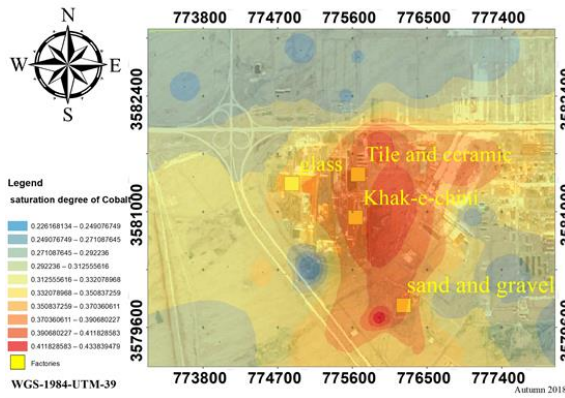 N
W E
S
773800 774700 775600 776500 777400
3582400 3582400
glass
Tile and ceramic
Khak-e-chini
3581000 3581000
sand and gravel
3579600 3579600
773800 774700 775600 776500 777400
Legend
saturation degree of Cobalt
0.226168134 – 0.249076749
0.249076749 – 0.271087645
0.271087645 – 0.292236
0.292236 – 0.312555616
0.312555616 – 0.332078968
0.332078968 – 0.350837259
0.350837259 – 0.370360611
0.370360611 – 0.390680227
0.390680227 – 0.411828583
0.411828583 – 0.433839479
Factories
WGS-1984-UTM-39
Autumn 2018